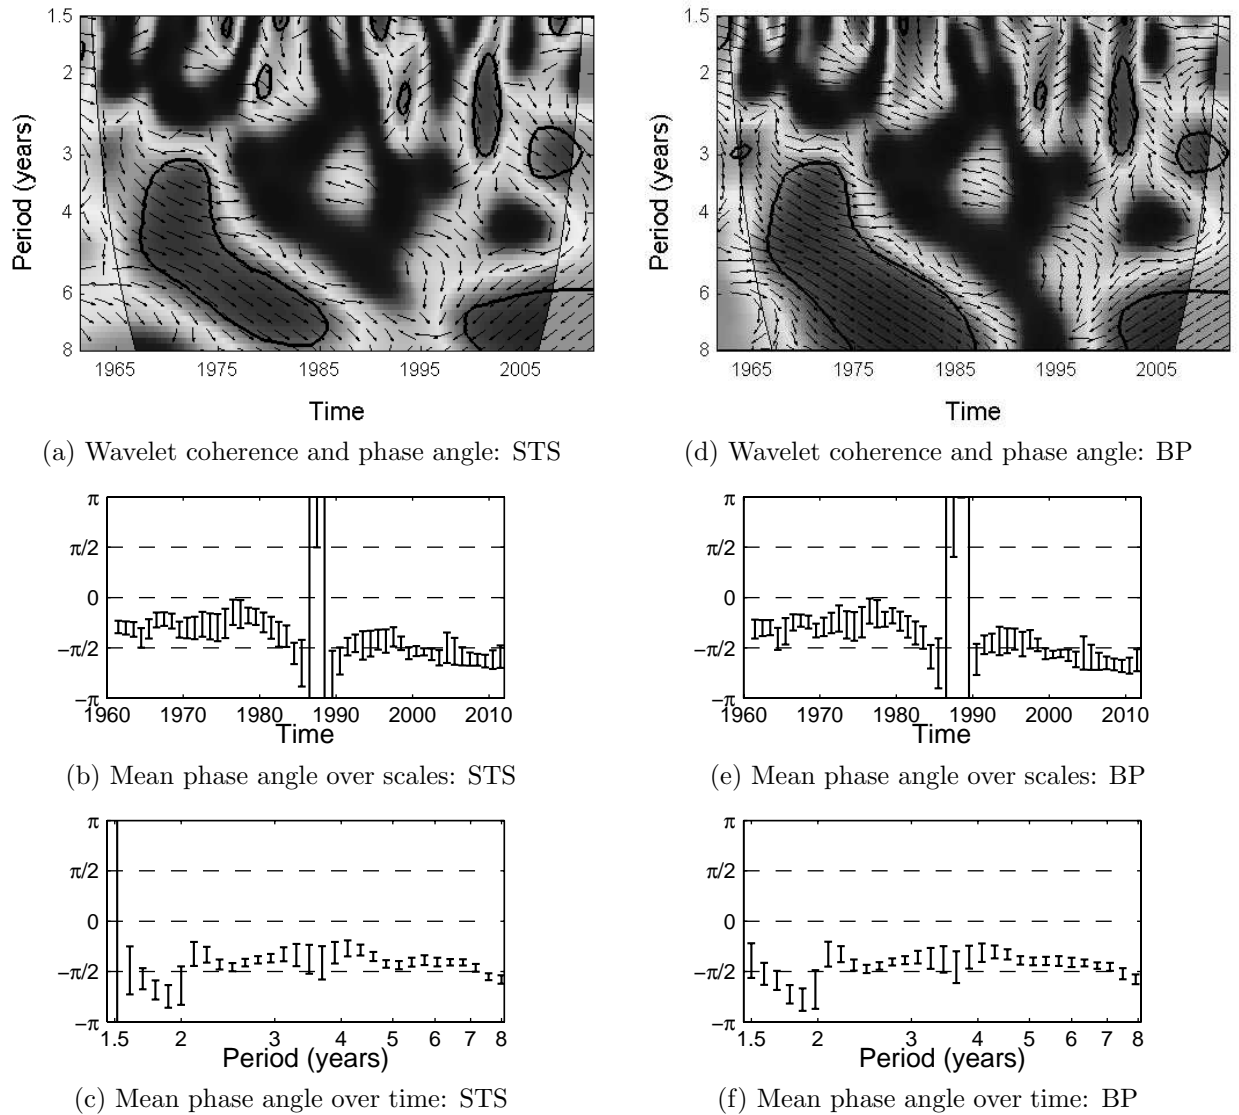 1.5
2
3
4
6
8
Period (years)
1965 1975 1985 1995 2005
Time
(a) Wavelet coherence and phase angle: STS
1.5
2
3
4
6
8
Period (years)
1965 1975 1985 1995 2005
Time
(d) Wavelet coherence and phase angle: BP
π
π/2
0
−π/2
−π
1960 1970 1980 1990 2000 2010
Time
(b) Mean phase angle over scales: STS
π
π/2
0
−π/2
−π
1960 1970 1980 1990 2000 2010
Time
(e) Mean phase angle over scales: BP
π
π/2
0
−π/2
−π
1.5 2 3 4 5 6 7 8
Period (years)
(c) Mean phase angle over time: STS
π
π/2
0
−π/2
−π
1.5 2 3 4 5 6 7 8
Period (years)
(f) Mean phase angle over time: BP